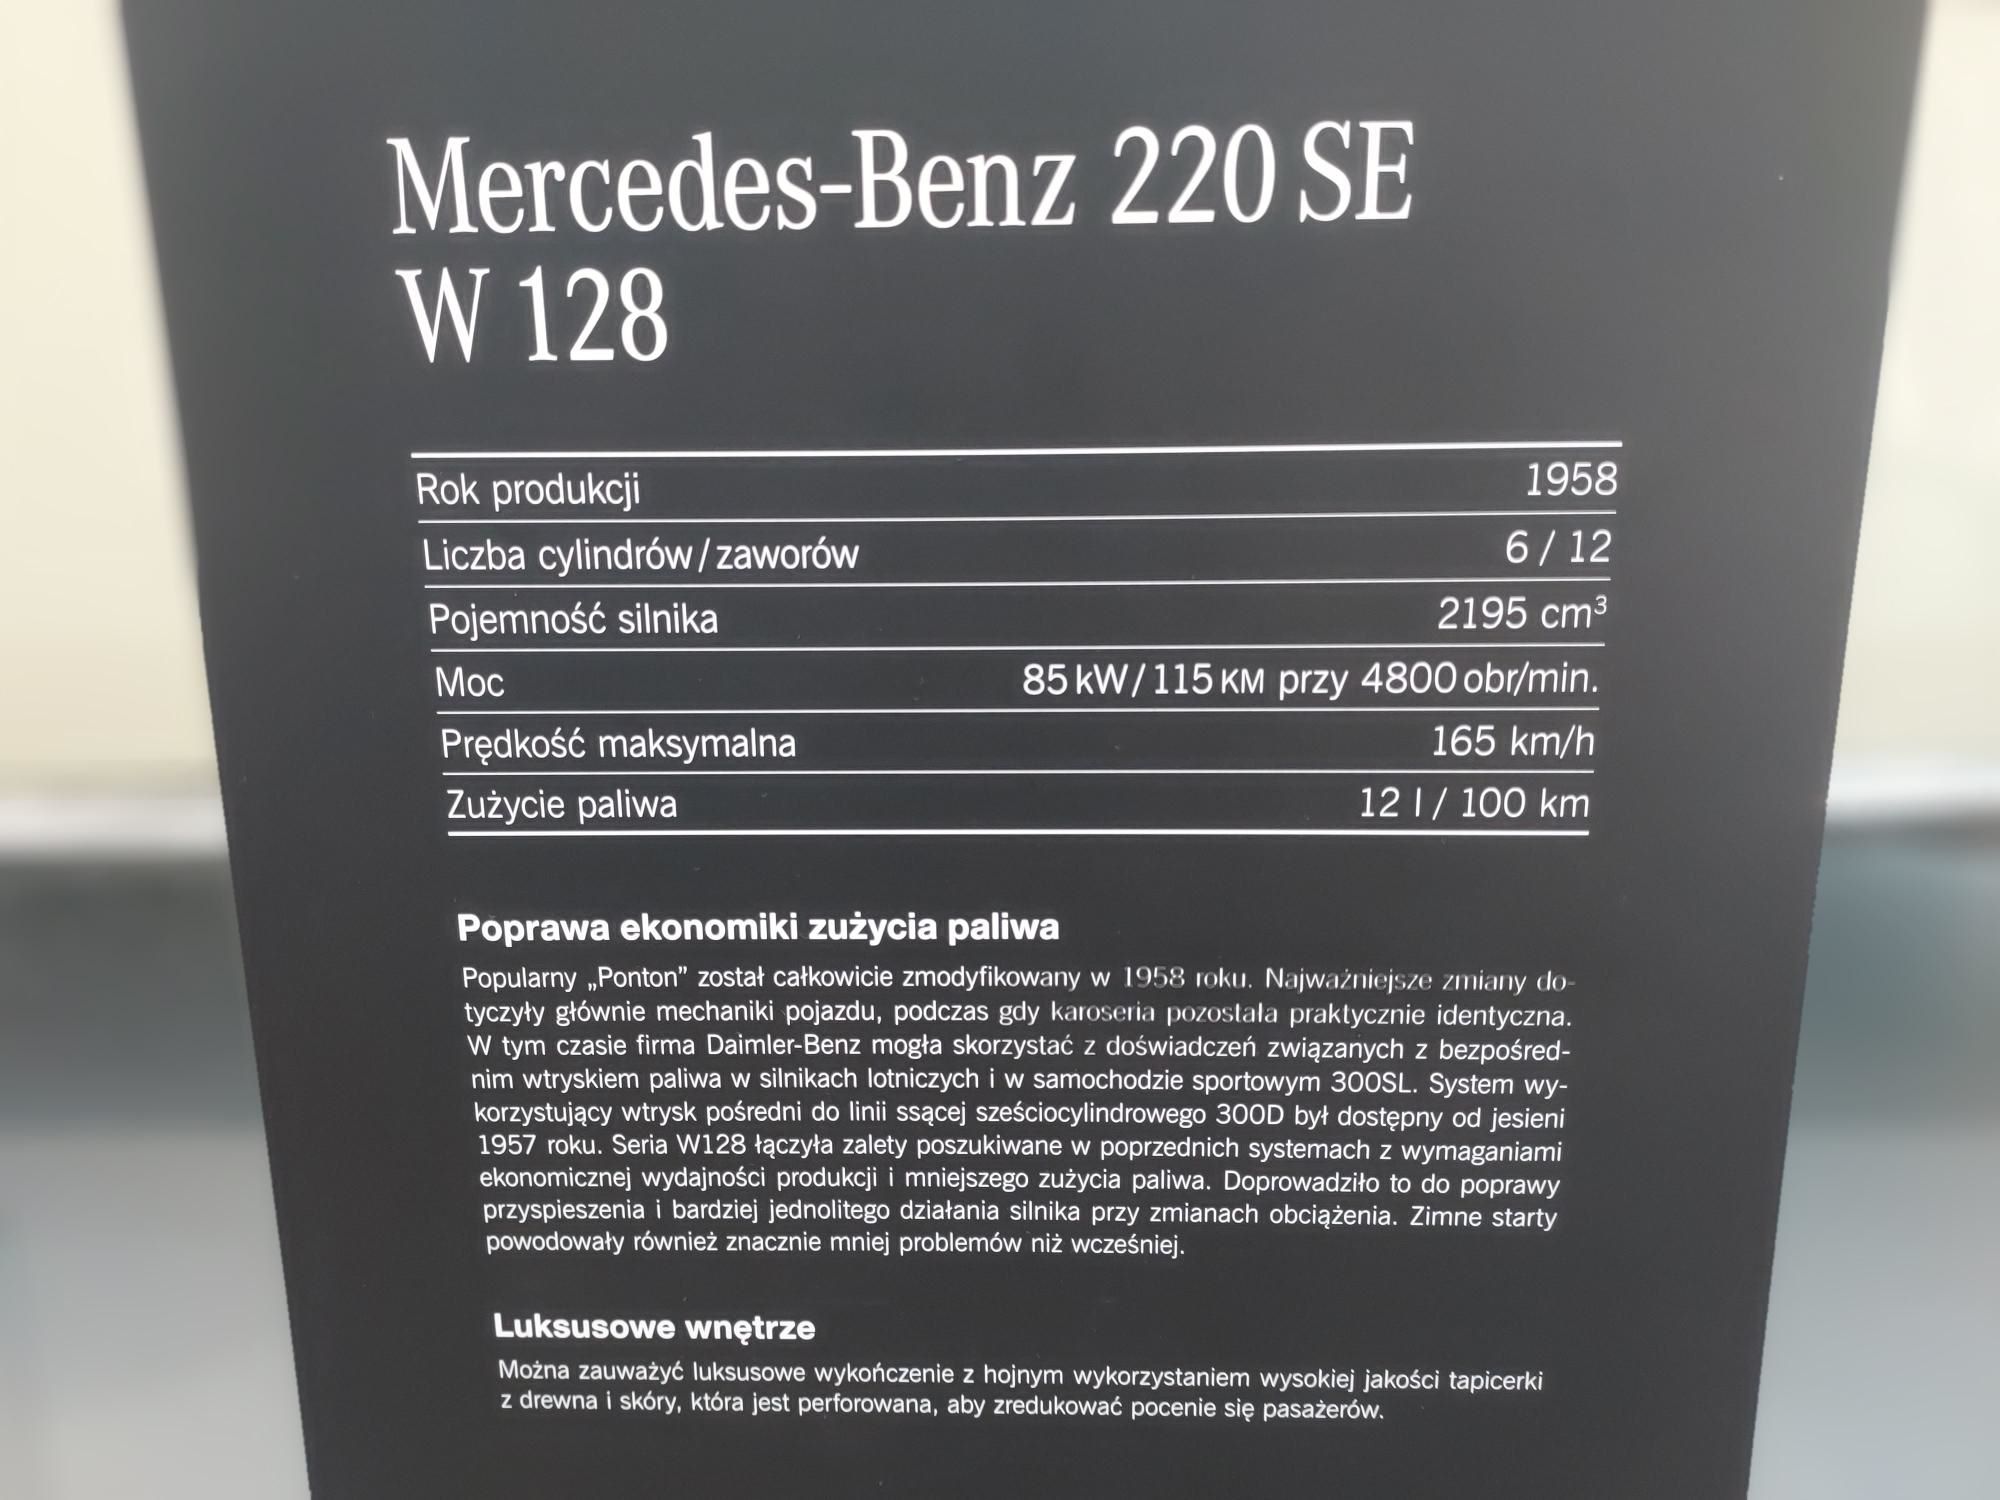 Mercedes-Benz 220 SE
W 128
Rok produkcji 1958
Liczba cylindrów/zaworów 6 / 12
Pojemność silnika 2195 cm³
Moc 85 kW/115 KM przy 4800 obr/min.
Prędkość maksymalna 165 km/h
Zużycie paliwa 12 l / 100 km
Poprawa ekonomiki zużycia paliwa
Popularny „Ponton” został całkowicie zmodyfikowany w 1958 roku. Najważniejsze zmiany do-
tyczyły głównie mechaniki pojazdu, podczas gdy karoseria pozostała praktycznie identyczna.
W tym czasie firma Daimler-Benz mogła skorzystać z doświadczeń związanych z bezpośred-
nim wtryskiem paliwa w silnikach lotniczych i w samochodzie sportowym 300SL. System wy-
korzystujący wtrysk pośredni do linii ssącej sześciocylindrowego 300D był dostępny od jesieni
1957 roku. Seria W128 łączyła zalety poszukiwane w poprzednich systemach z wymaganiami
ekonomicznej wydajności produkcji i mniejszego zużycia paliwa. Doprowadziło to do poprawy
przyspieszenia i bardziej jednolitego działania silnika przy zmianach obciążenia. Zimne starty
powodowały również znacznie mniej problemów niż wcześniej.
Luksusowe wnętrze
Można zauważyć luksusowe wykończenie z hojnym wykorzystaniem wysokiej jakości tapicerki
z drewna i skóry, która jest perforowana, aby zredukować pocenie się pasażerów.